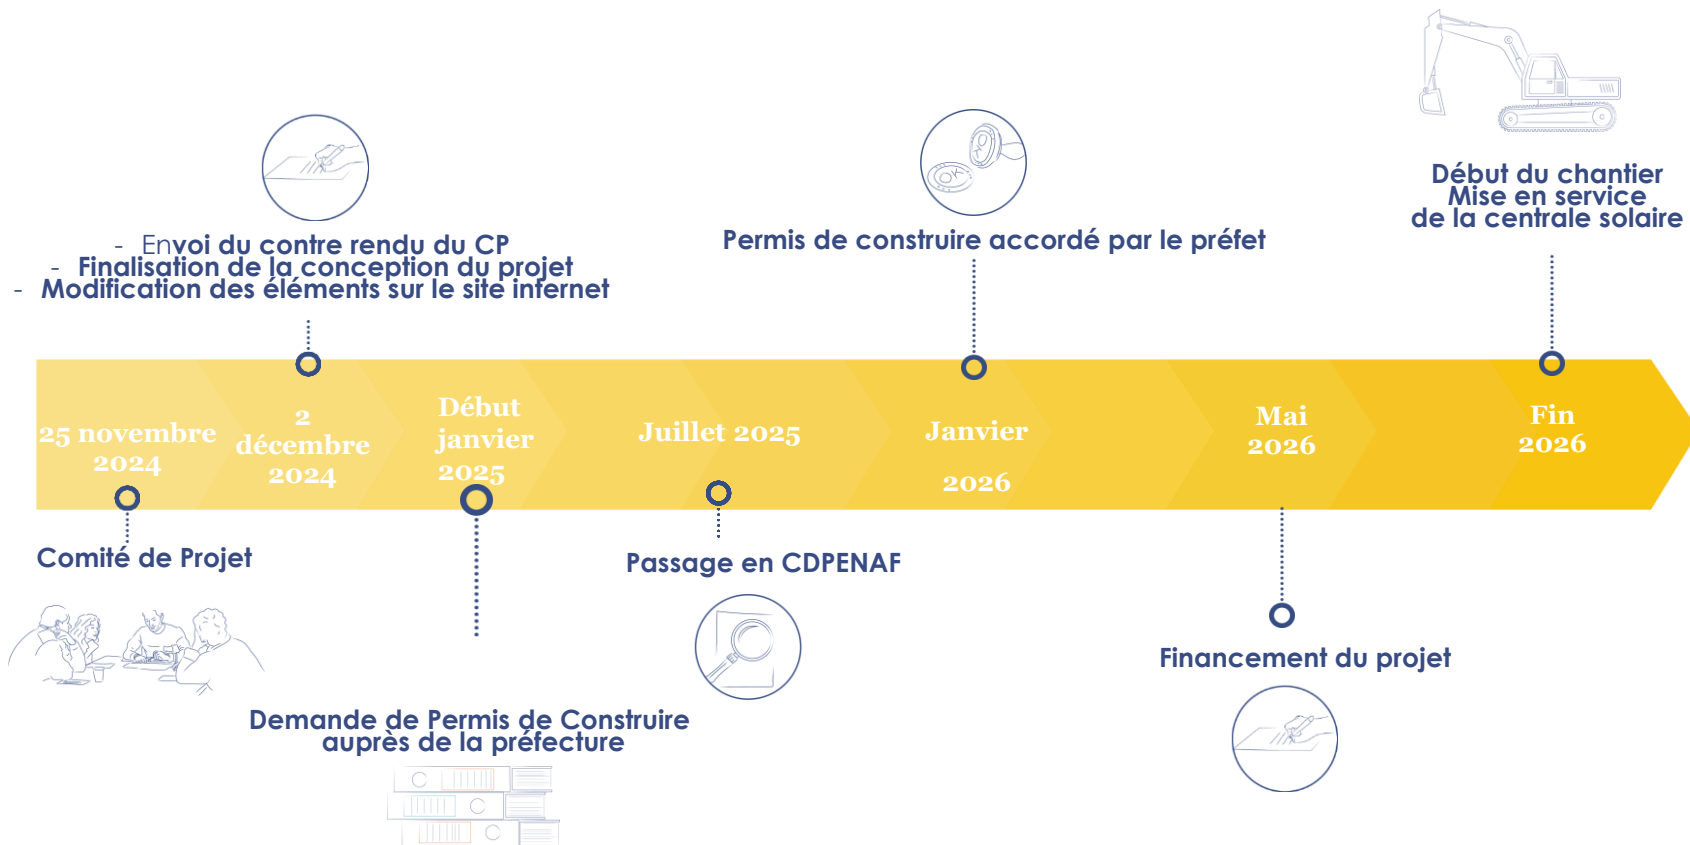 Début du chantier
Mise en service
de la centrale solaire
- Envoi du contre rendu du CP
- Finalisation de la conception du projet
- Modification des éléments sur le site internet
Permis de construire accordé par le préfet
OK
OK
25 novembre
2024
2
décembre
2024
Début
janvier
2025
Juillet 2025
Janvier
2026
Mai
2026
Fin
2026
Comité de Projet
Passage en CDPENAF
Financement du projet
Demande de Permis de Construire
auprès de la préfecture